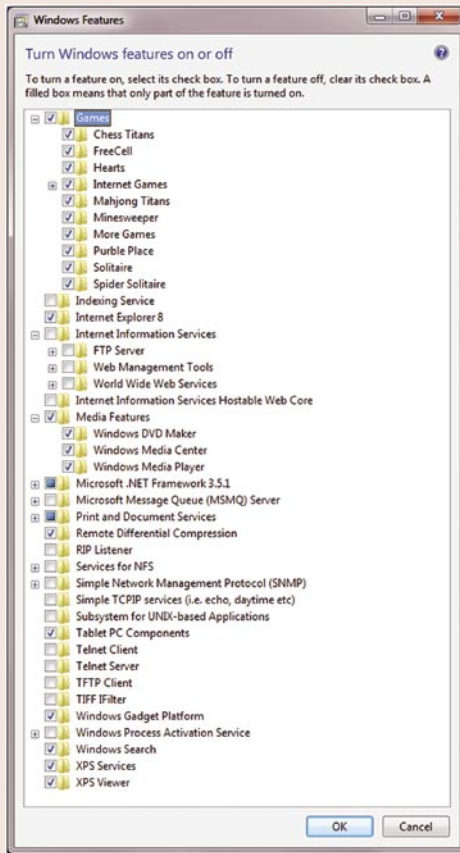 Windows Features
Turn Windows features on or off
To turn a feature on, select its check box. To turn a feature off, clear its check box. A
filled box means that only part of the feature is turned on.
Games
Chess Titans
FreeCell
Hearts
Internet Games
Mahjong Titans
Minesweeper
More Games
Purble Place
Solitaire
Spider Solitaire
Indexing Service
Internet Explorer 8
Internet Information Services
FTP Server
Web Management Tools
World Wide Web Services
Internet Information Services Hostable Web Core
Media Features
Windows DVD Maker
Windows Media Center
Windows Media Player
Microsoft .NET Framework 3.5.1
Microsoft Message Queue (MSMQ) Server
Print and Document Services
Remote Differential Compression
RIP Listener
Services for NFS
Simple Network Management Protocol (SNMP)
Simple TCPIP services (i.e. echo, daytime etc)
Subsystem for UNIX-based Applications
Tablet PC Components
Telnet Client
Telnet Server
TFTP Client
TIFF IFilter
Windows Gadget Platform
Windows Process Activation Service
Windows Search
XPS Services
XPS Viewer
OK
Cancel